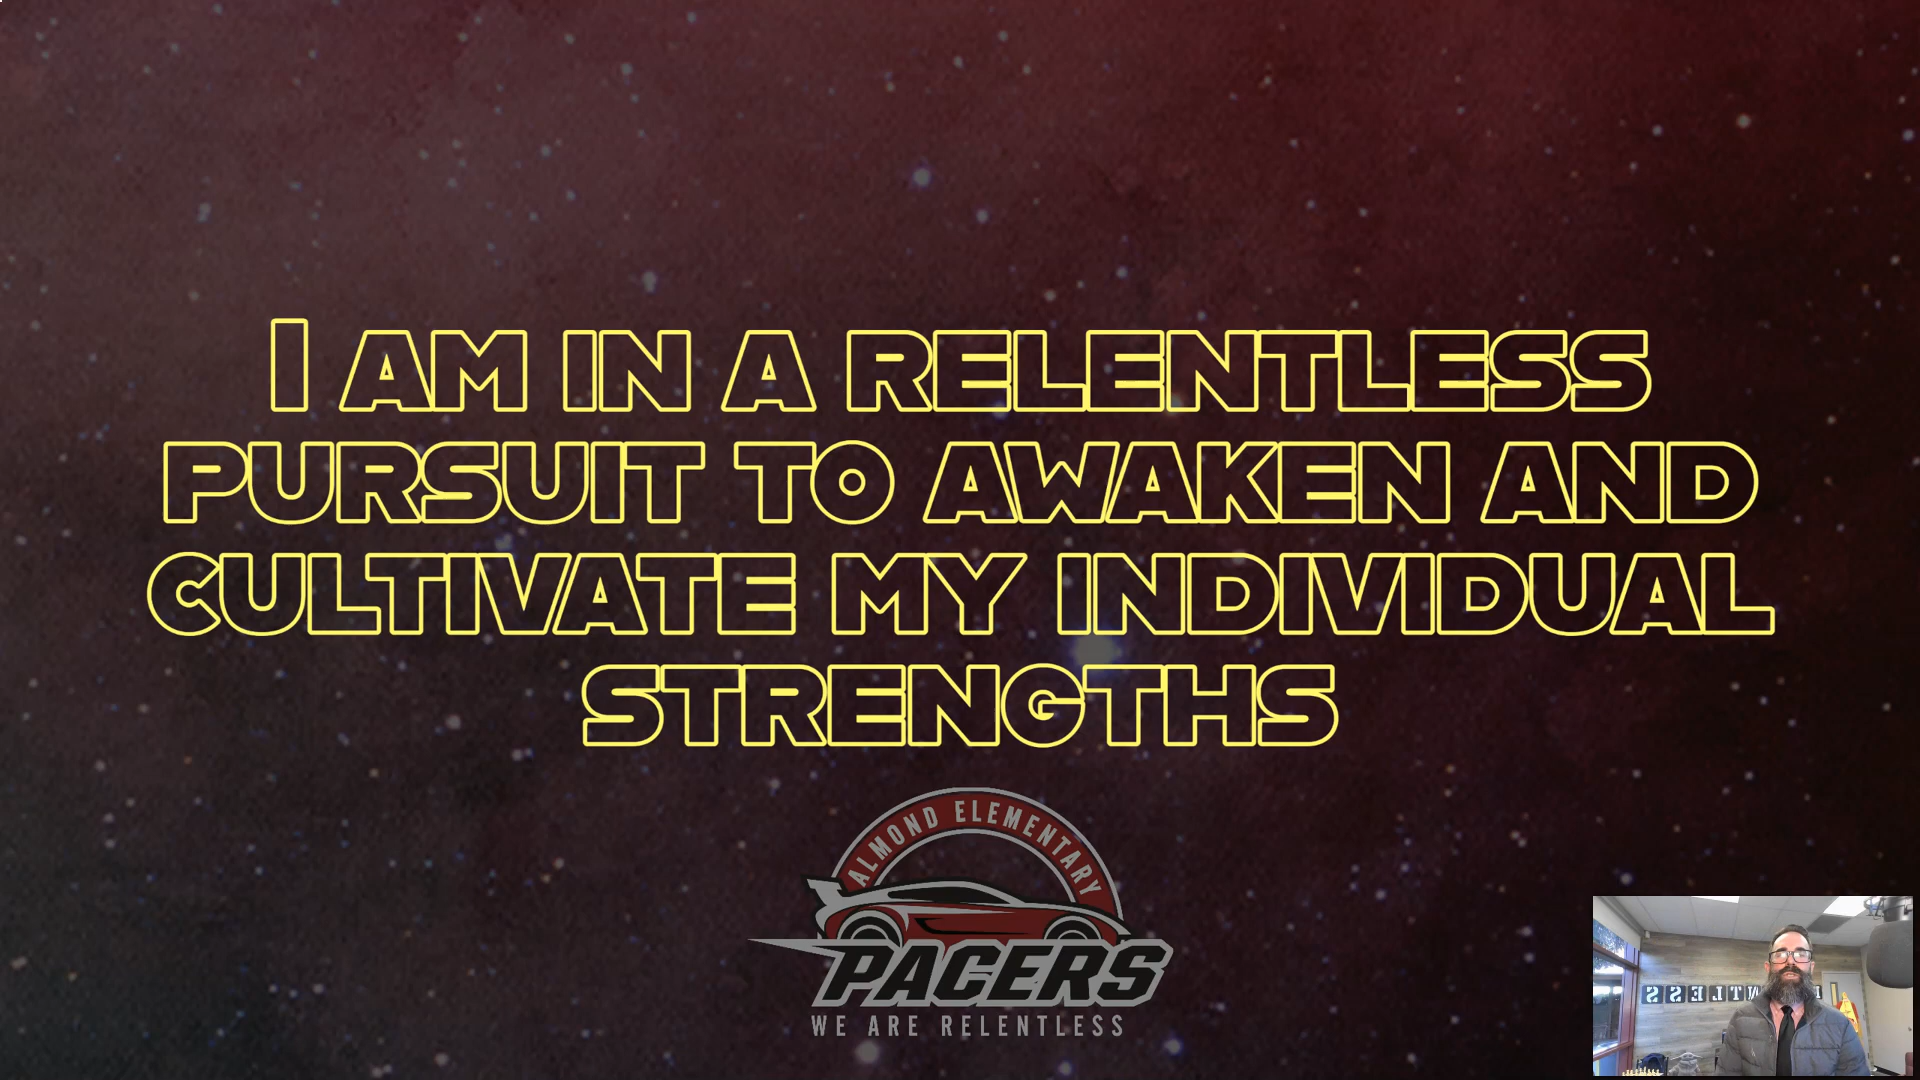 I AM IN A RELENTLESS
PURSUIT TO AWAKEN AND
CULTIVATE MY INDIVIDUAL
STRENGTHS
ALMOND ELEMENTARY
PACERS
WE ARE RELENTLESS